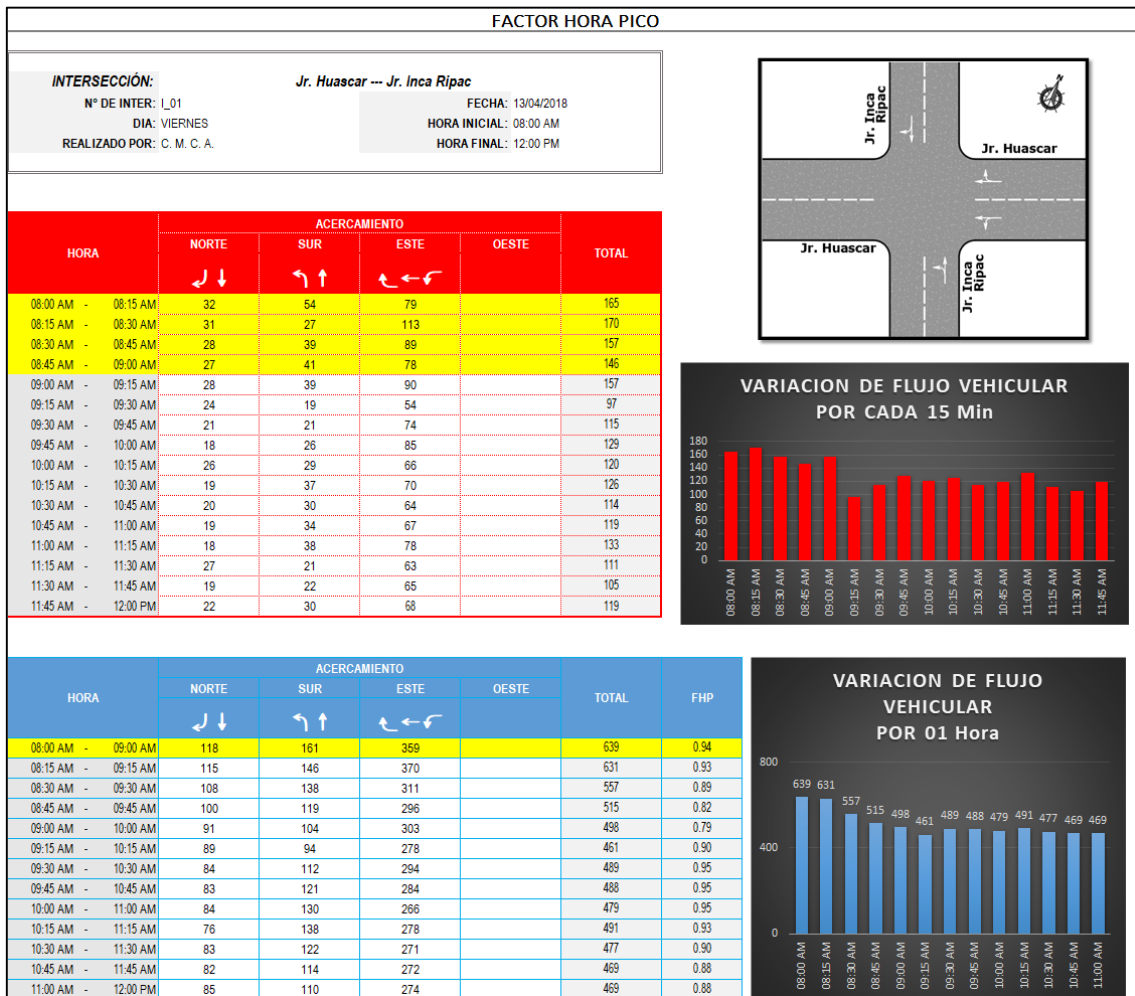 FACTOR HORA PICO
INTERSECCIÓN: Jr. Huascar --- Jr. Inca Ripac
N° DE INTER: I_01 FECHA: 13/04/2018
DIA: VIERNES HORA INICIAL: 08:00 AM
REALIZADO POR: C. M. C. A. HORA FINAL: 12:00 PM
N
Jr. Inca Ripac
Jr. Huascar
Jr. Huascar
Jr. Inca Ripac
HORA ACERCAMIENTO TOTAL
NORTE SUR ESTE OESTE
08:00 AM - 08:15 AM 32 54 79 165
08:15 AM - 08:30 AM 31 27 113 170
08:30 AM - 08:45 AM 28 39 89 157
08:45 AM - 09:00 AM 27 41 78 146
09:00 AM - 09:15 AM 28 39 90 157
09:15 AM - 09:30 AM 24 19 54 97
09:30 AM - 09:45 AM 21 21 74 115
09:45 AM - 10:00 AM 18 26 85 129
10:00 AM - 10:15 AM 26 29 66 120
10:15 AM - 10:30 AM 19 37 70 126
10:30 AM - 10:45 AM 20 30 64 114
10:45 AM - 11:00 AM 19 34 67 119
11:00 AM - 11:15 AM 18 38 78 133
11:15 AM - 11:30 AM 27 21 63 111
11:30 AM - 11:45 AM 19 22 65 105
11:45 AM - 12:00 PM 22 30 68 119
VARIACION DE FLUJO VEHICULAR
POR CADA 15 Min
180
160
140
120
100
80
60
40
20
0
08:00 AM 08:15 AM 08:30 AM 08:45 AM 09:00 AM 09:15 AM 09:30 AM 09:45 AM 10:00 AM 10:15 AM 10:30 AM 10:45 AM 11:00 AM 11:15 AM 11:30 AM 11:45 AM
HORA ACERCAMIENTO TOTAL FHP
NORTE SUR ESTE OESTE
08:00 AM - 09:00 AM 118 161 359 639 0.94
08:15 AM - 09:15 AM 115 146 370 631 0.93
08:30 AM - 09:30 AM 108 138 311 557 0.89
08:45 AM - 09:45 AM 100 119 296 515 0.82
09:00 AM - 10:00 AM 91 104 303 498 0.79
09:15 AM - 10:15 AM 89 94 278 461 0.90
09:30 AM - 10:30 AM 84 112 294 489 0.95
09:45 AM - 10:45 AM 83 121 284 488 0.95
10:00 AM - 11:00 AM 84 130 266 479 0.95
10:15 AM - 11:15 AM 76 138 278 491 0.93
10:30 AM - 11:30 AM 83 122 271 477 0.90
10:45 AM - 11:45 AM 82 114 272 469 0.88
11:00 AM - 12:00 PM 85 110 274 469 0.88
VARIACION DE FLUJO
VEHICULAR
POR 01 Hora
800
400
0
639 631 557 515 498 461 489 488 479 491 477 469 469
08:00 AM 08:15 AM 08:30 AM 08:45 AM 09:00 AM 09:15 AM 09:30 AM 09:45 AM 10:00 AM 10:15 AM 10:30 AM 10:45 AM 11:00 AM